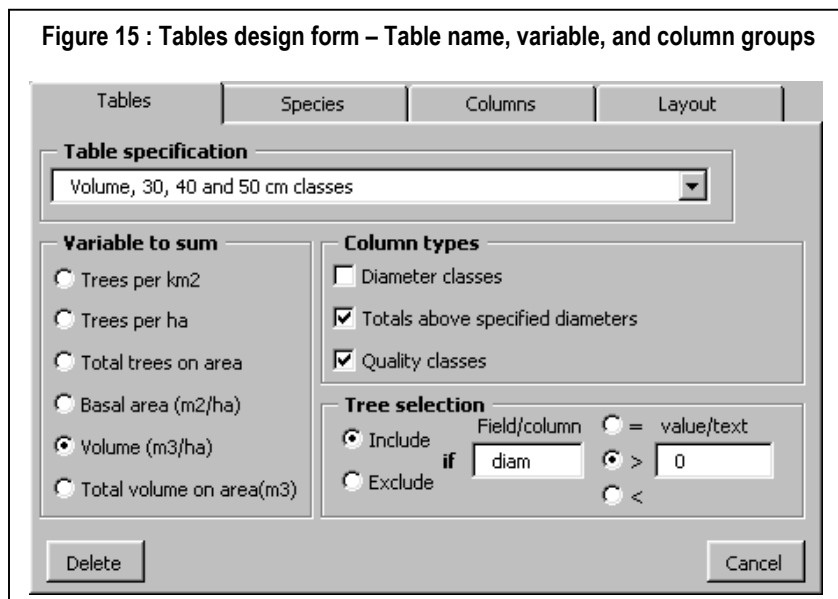 Figure 15 : Tables design form – Table name, variable, and column groups
Tables Species Columns Layout
Table specification
Volume, 30, 40 and 50 cm classes
Variable to sum
Trees per km2
Trees per ha
Total trees on area
Basal area (m2/ha)
Volume (m3/ha)
Total volume on area(m3)
Column types
Diameter classes
Totals above specified diameters
Quality classes
Tree selection
Include
Exclude
if
Field/column
diam
=
>
<
value/text
0
Delete Cancel